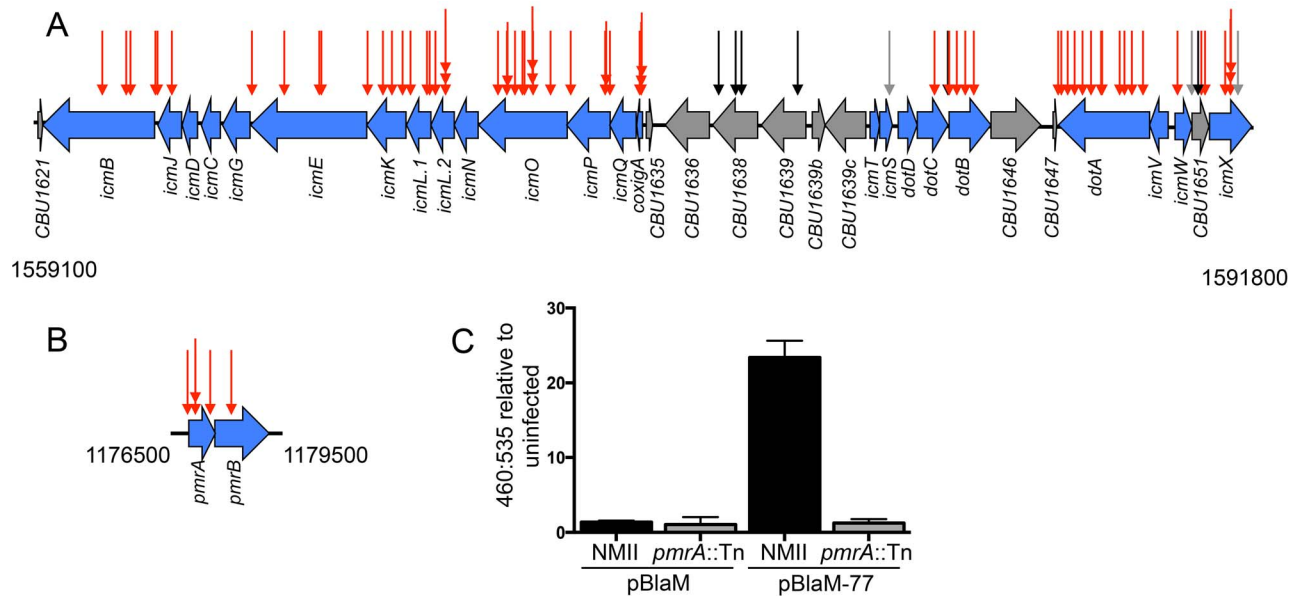 A
CBU1621
icmB
icmJ
icmD
icmC
icmG
icmE
icmK
icmL.1
icmL.2
icmN
icmO
icmP
icmQ
coxigA
CBU1635
CBU1636
CBU1638
CBU1639
CBU1639b
CBU1639c
icmT
icmS
dotD
dotC
dotB
CBU1646
CBU1647
dotA
icmV
icmW
CBU1651
icmX
1559100
1591800
B
1176500
1179500
pmrA
pmrB
C
460:535 relative to
uninfected
30
20
10
0
NMII
pmrA::Tn
NMII
pmrA::Tn
pBlaM
pBlaM-77